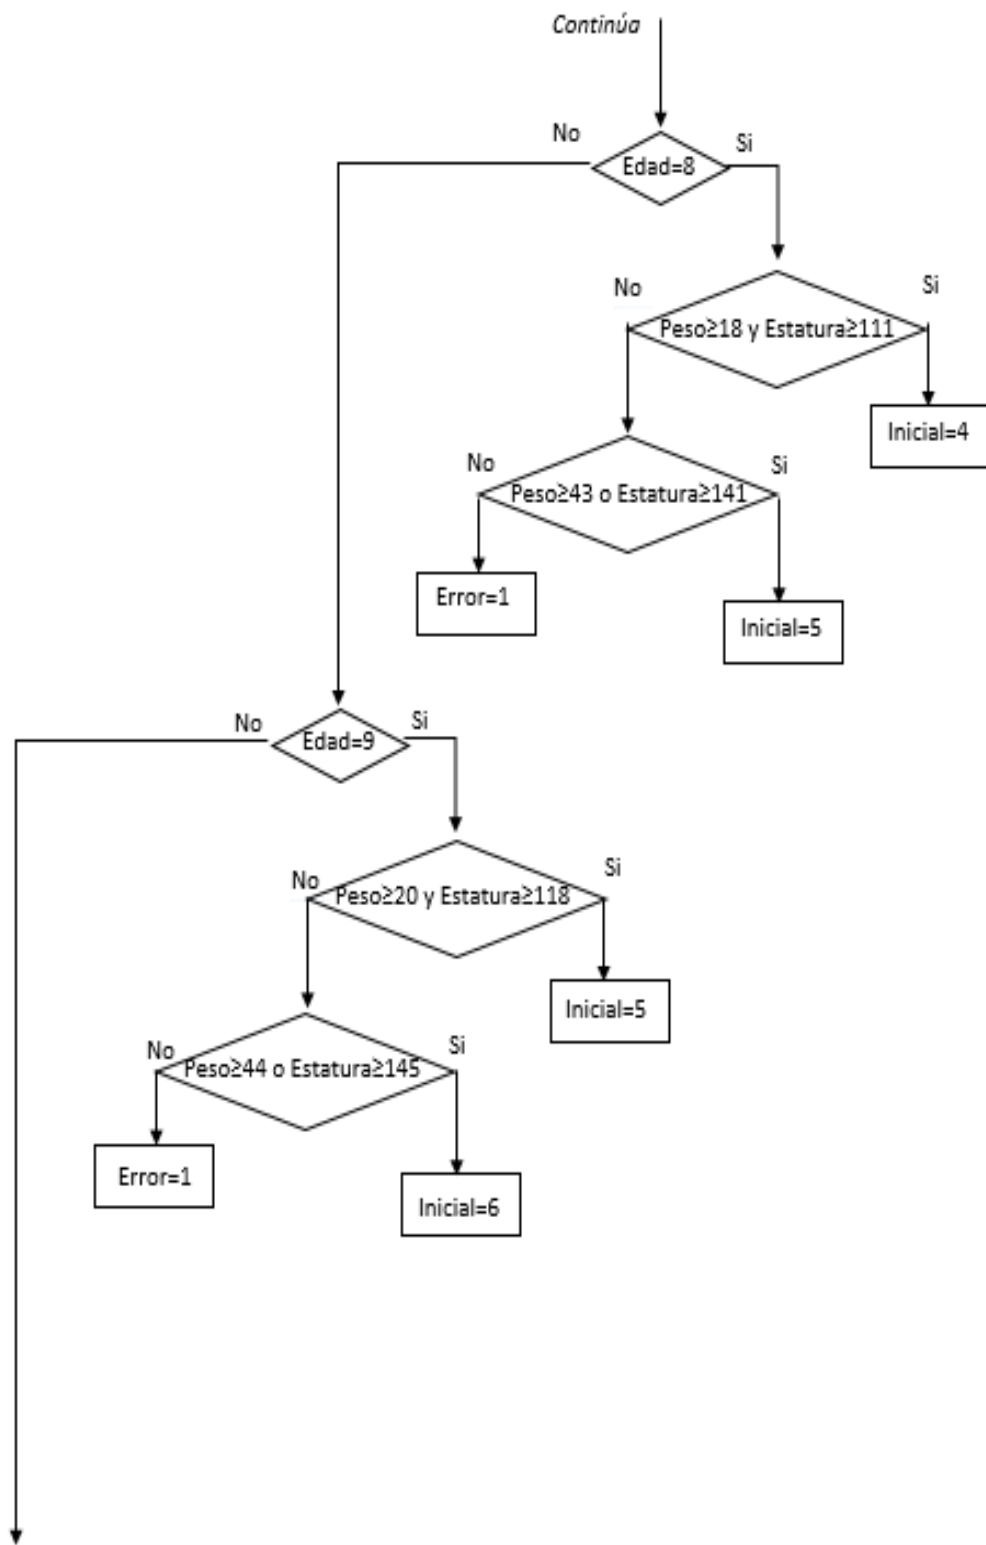 Continúa
No
Si
Edad=8
No
Si
Peso≥18 y Estatura≥111
Inicial=4
No
Si
Peso≥43 o Estatura≥141
Error=1
Inicial=5
No
Si
Edad=9
No
Si
Peso≥20 y Estatura≥118
Inicial=5
No
Si
Peso≥44 o Estatura≥145
Error=1
Inicial=6